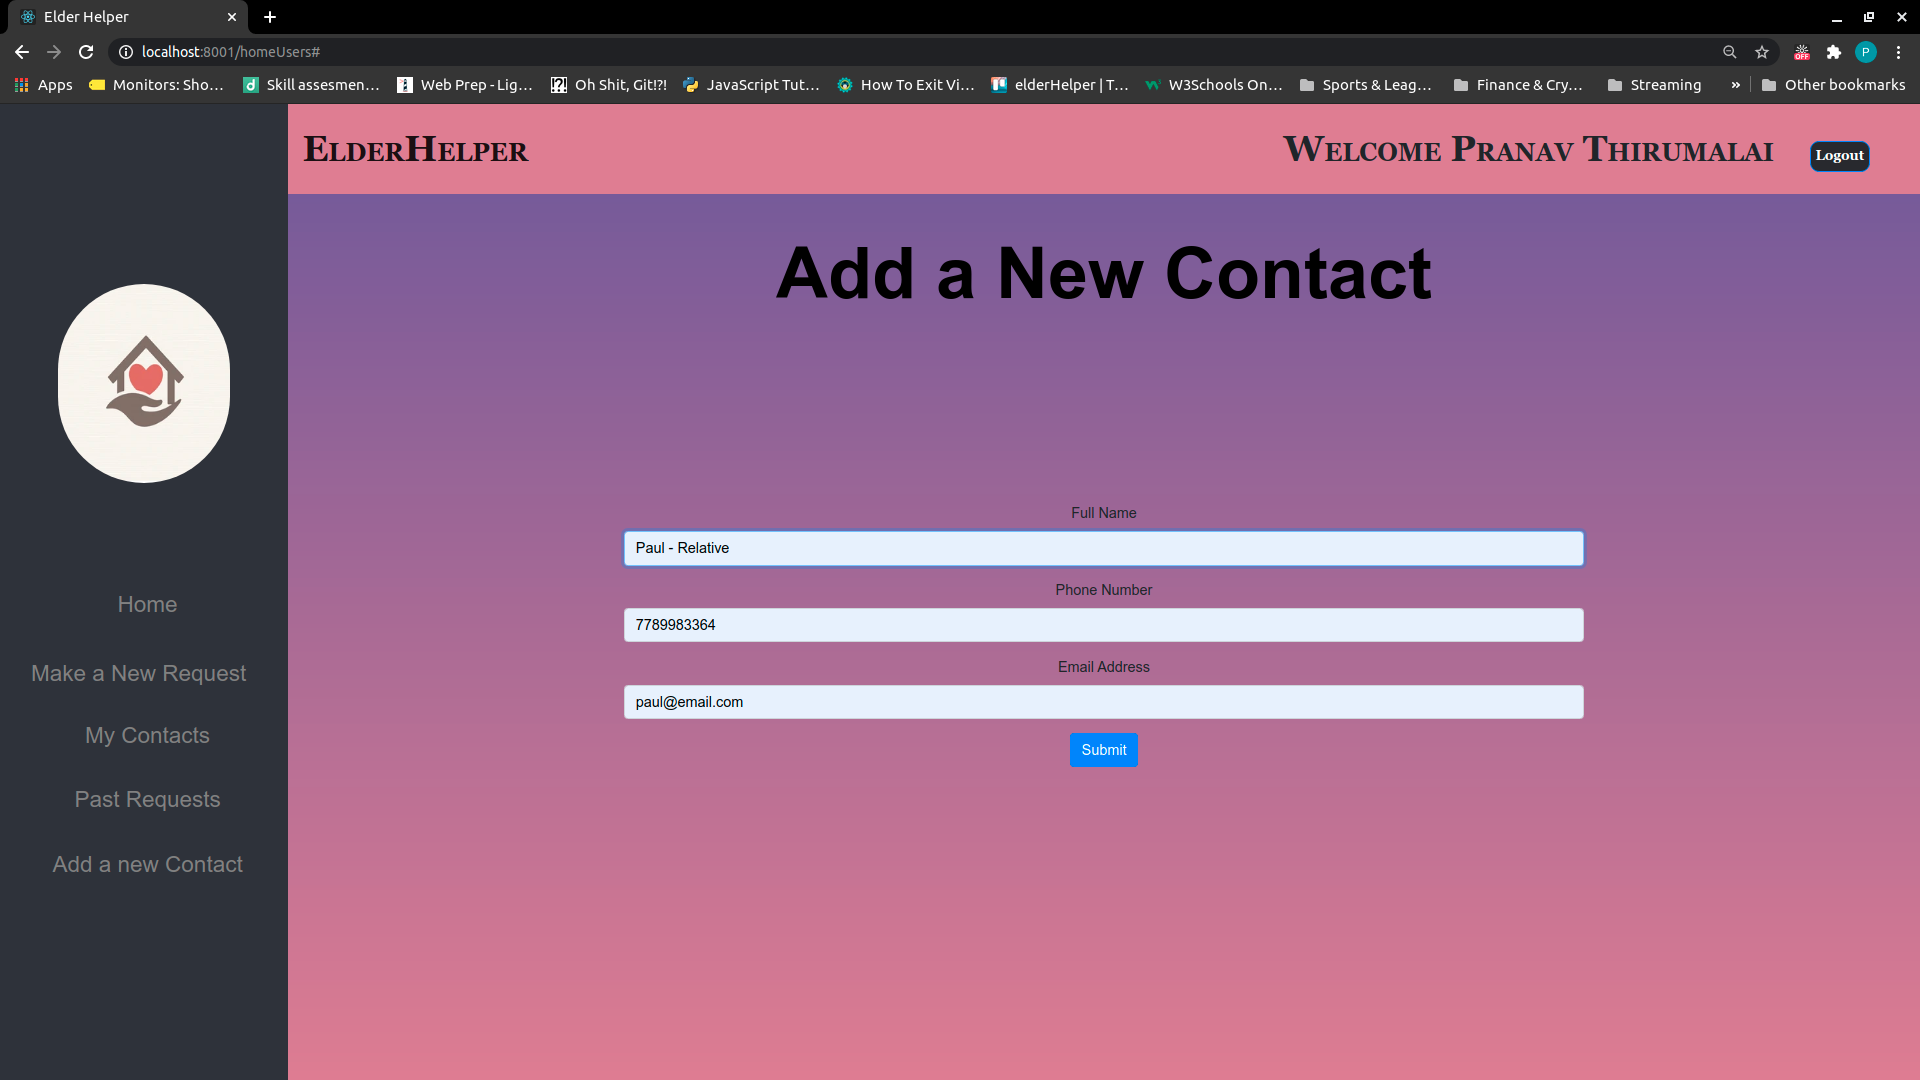 Elder Helper
localhost:8001/homeUsers#
OFF
P
Apps
Monitors: Sho...
Skill assesmen...
Web Prep - Lig...
Oh Shit, Git!?!
JavaScript Tut...
How To Exit Vi...
elderHelper | T...
W3Schools On...
Sports & Leag...
Finance & Cry...
Streaming
»
Other bookmarks
ElderHelper
Welcome Pranav Thirumalai
Logout
Add a New Contact
Full Name
Paul - Relative
Phone Number
7789983364
Email Address
paul@email.com
Submit
Home
Make a New Request
My Contacts
Past Requests
Add a new Contact